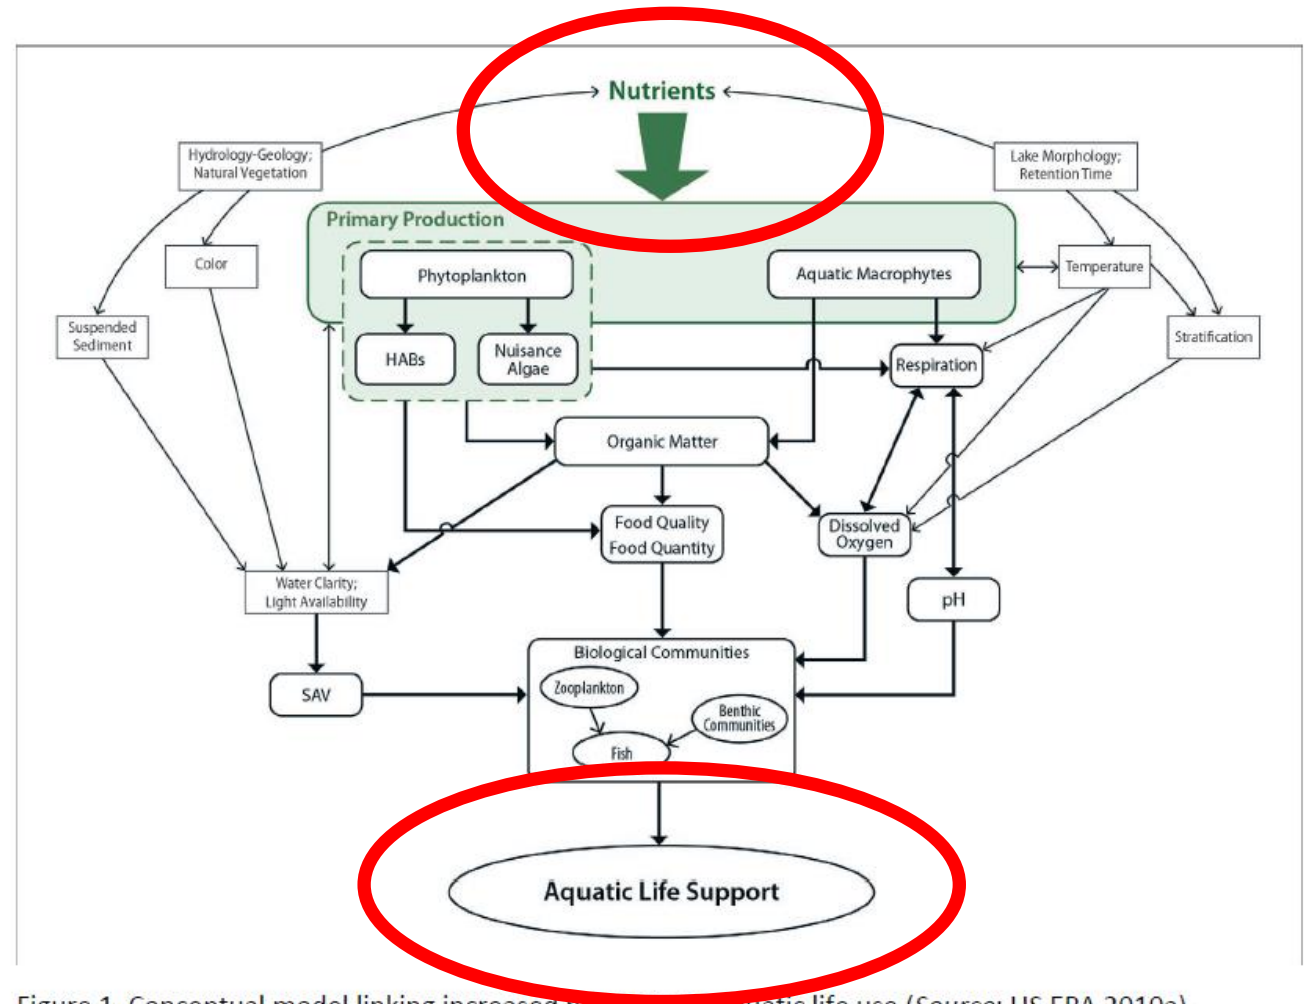 Nutrients
Hydrology-Geology;
Natural Vegetation
Lake Morphology;
Retention Time
Primary Production
Color
Phytoplankton
Aquatic Macrophytes
Temperature
Suspended
Sediment
HABs
Nuisance
Algae
Respiration
Stratification
Organic Matter
Food Quality
Food Quantity
Dissolved
Oxygen
Water Clarity;
Light Availability
pH
SAV
Biological Communities
Zooplankton
Benthic
Communities
Fish
Aquatic Life Support
Figure 1. Conceptual model linking increased life use (Source: US EPA 2010a)